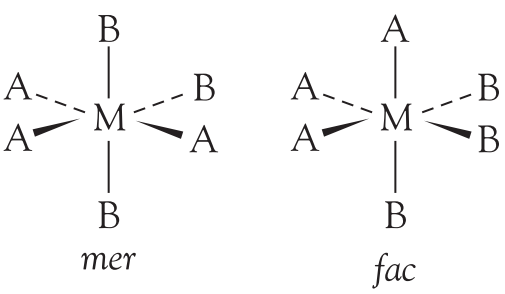 B A
A B A B
M M
A A A B
B B
mer fac